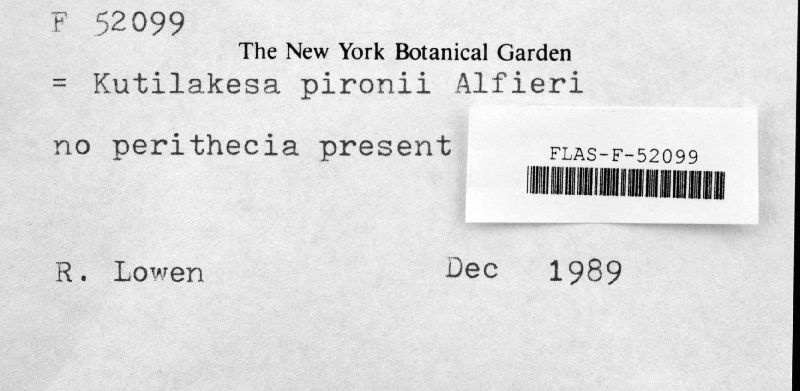 F 52099
The New York Botanical Garden
= Kutilakesa pironii Alfieri
no perithecia present
FLAS-F-52099
R. Lowen Dec 1989